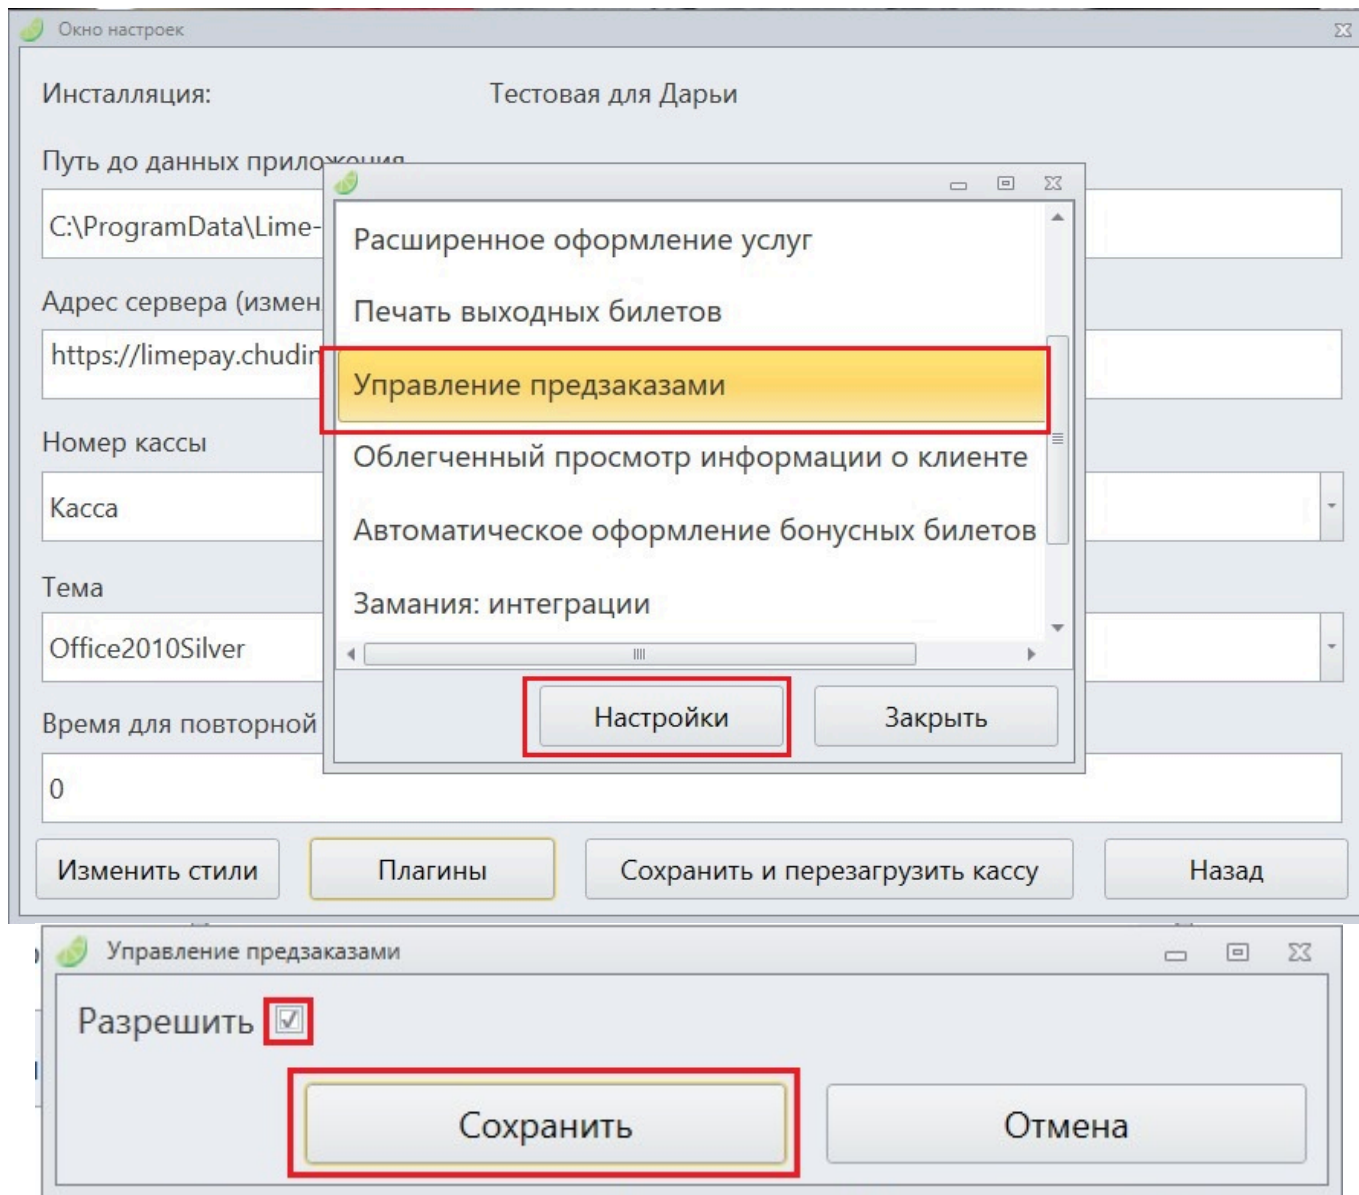 Окно настроек
Инсталляция: Тестовая для Дарьи
Путь до данных приложения
C:\ProgramData\Lime-
Расширенное оформление услуг
Адрес сервера (измен
Печать выходных билетов
https://limepay.chudin
Управление предзаказами
Номер кассы
Облегченный просмотр информации о клиенте
Касса
Автоматическое оформление бонусных билетов
Тема
Замания: интеграции
Office2010Silver
Время для повторной
Настройки Закрыть
0
Изменить стили Плагины Сохранить и перезагрузить кассу Назад
Управление предзаказами
Разрешить
Сохранить Отмена